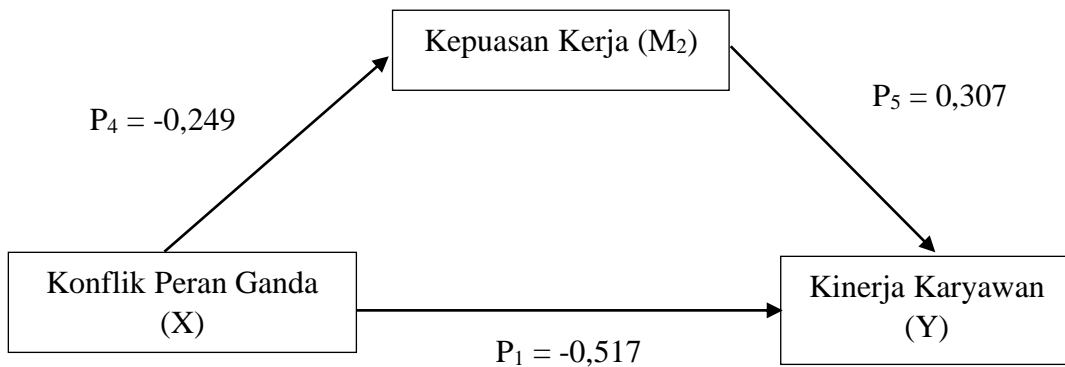 Kepuasan Kerja (M₂)
P₄ = -0,249
P₅ = 0,307
Konflik Peran Ganda
(X)
Kinerja Karyawan
(Y)
P₁ = -0,517